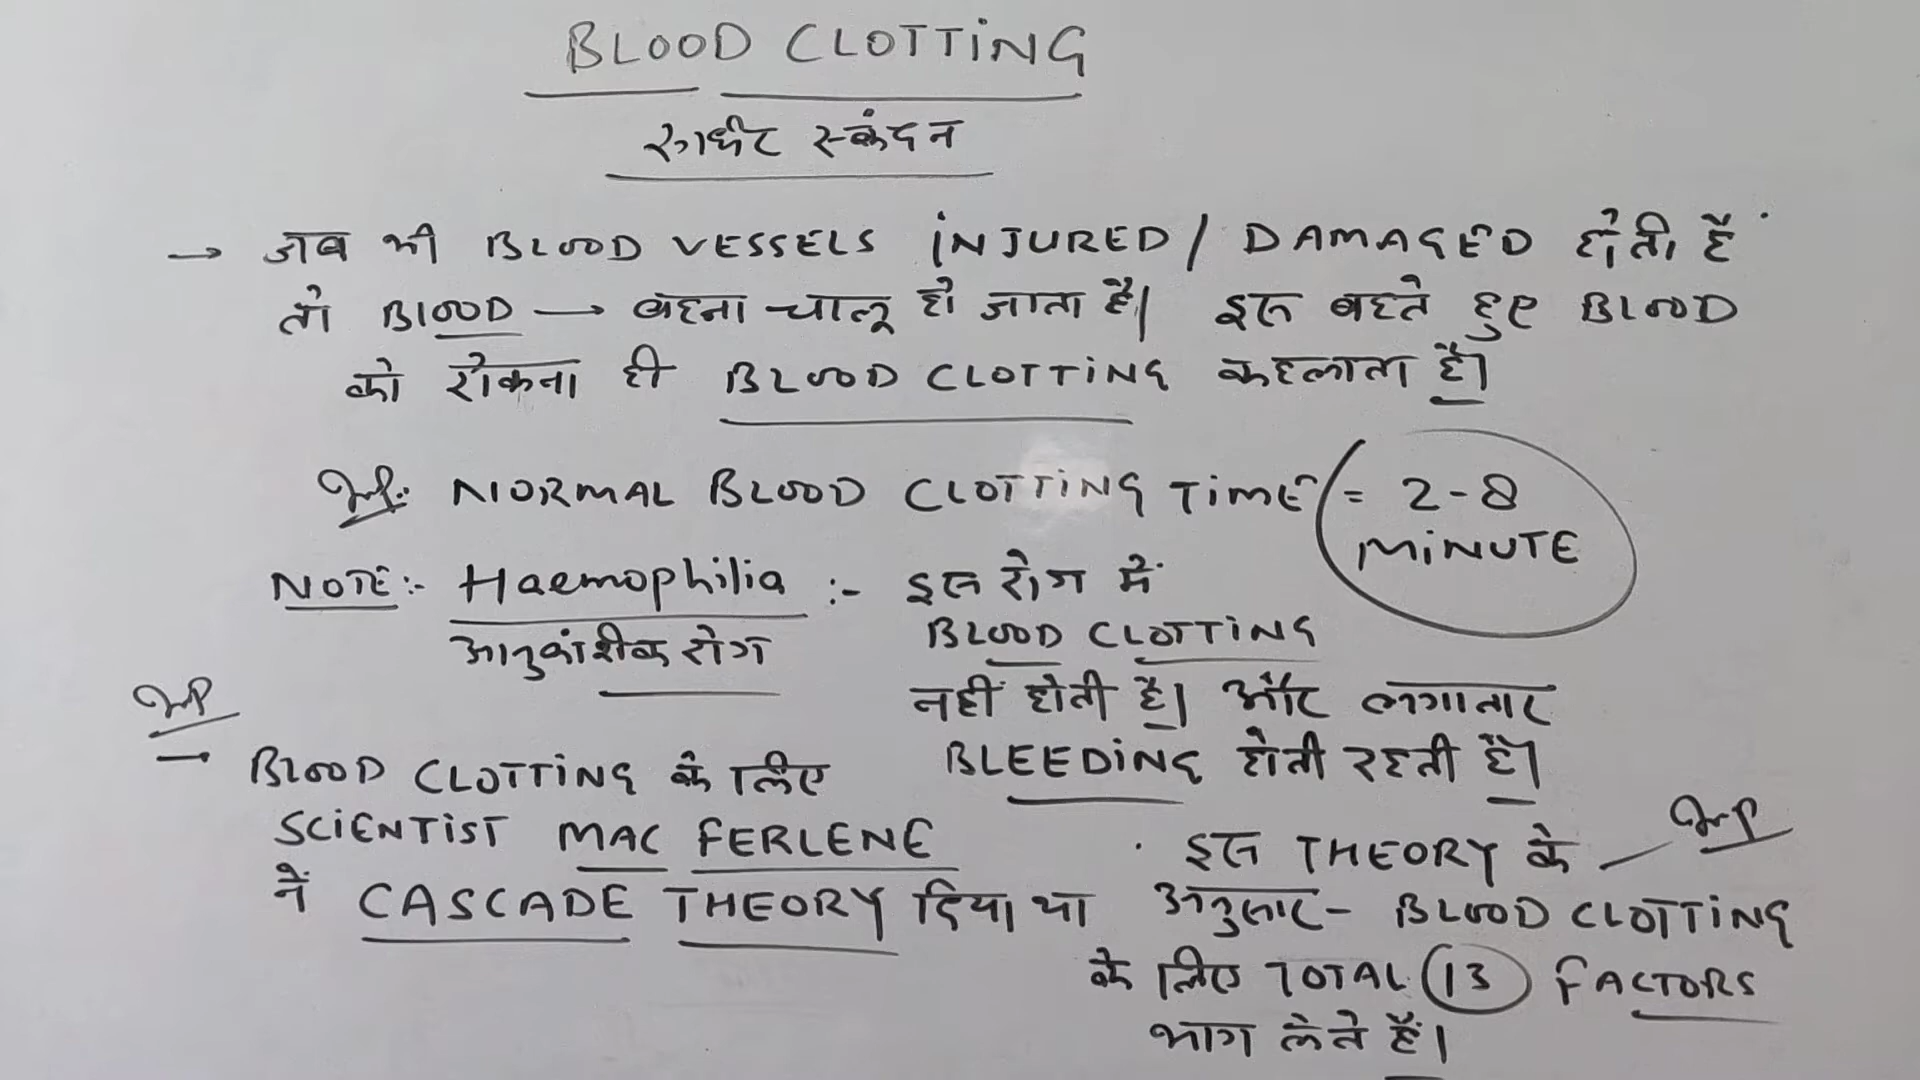 BLOOD CLOTTING
रुधिर स्कंदन
→ जब भी BLOOD VESSELS INJURED / DAMAGED होती है
तो BlOOD → बहना चालू हो जाता है। इस बहते हुए BLOOD
को रोकना ही BLOOD CLOTTING कहलाता है।
Imp. NORMAL BLOOD CLOTTING TIME = 2-8
MINUTE
NOTE:- Haemophilia :- इस रोग में
आनुवांशीक रोग
BLOOD CLOTTING
नहीं होती है। और लगातार
BLEEDING होती रहती है।
Imp
→ BLOOD CLOTTING के लिए
SCIENTIST MAC FERLENE
ने CASCADE THEORY दिया था
इस THEORY के — Imp
अनुसार- BLOOD CLOTTING
के लिए TOTAL 13 FACTORS
भाग लेते हैं।